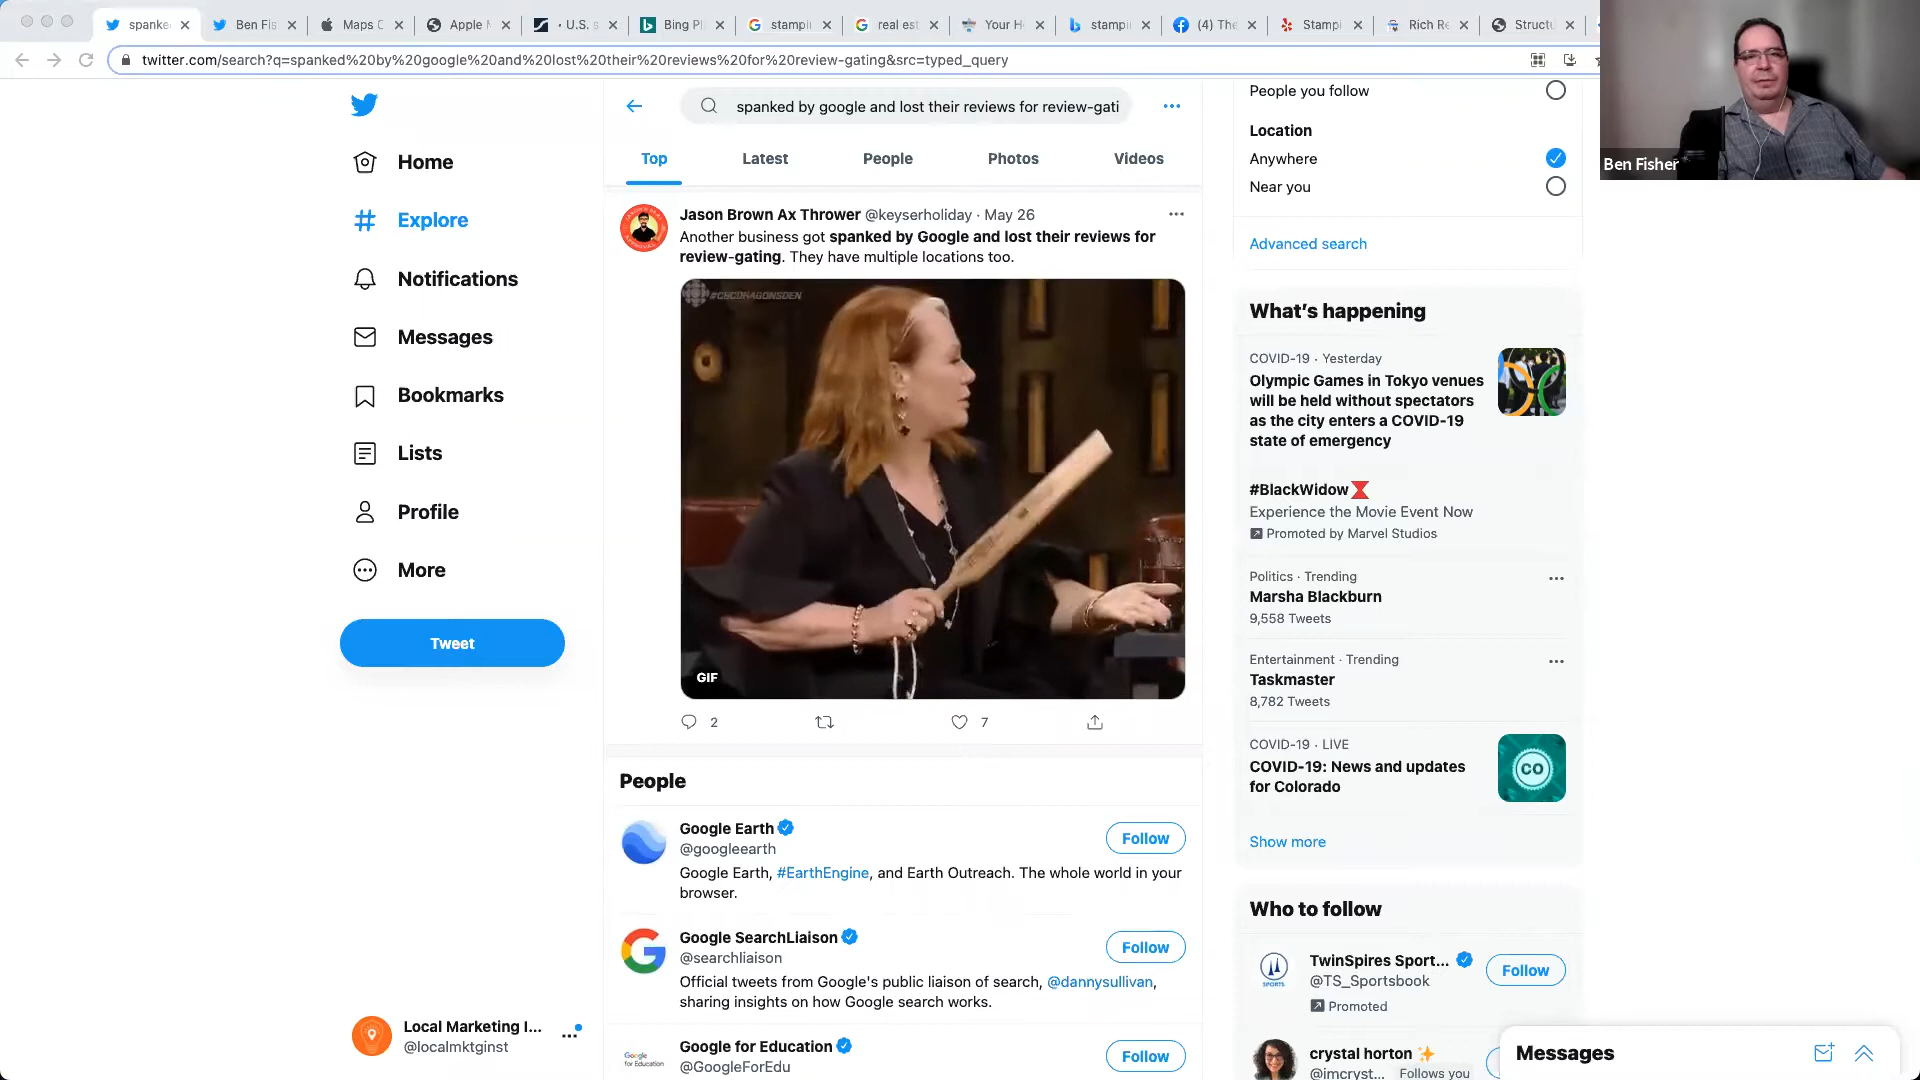 spanke
Ben Fis
Maps C
Apple M
· U.S. s
Bing Pl
stampi
real est
Your H
stampi
(4) The
Stampi
Rich Re
Structu
twitter.com/search?q=spanked%20by%20google%20and%20lost%20their%20reviews%20for%20review-gating&src=typed_query
Ben Fisher
Home
Explore
Notifications
Messages
Bookmarks
Lists
Profile
More
Tweet
Local Marketing I...
@localmktginst
spanked by google and lost their reviews for review-gati
Top Latest People Photos Videos
Jason Brown Ax Thrower @keyserholiday · May 26
Another business got spanked by Google and lost their reviews for
review-gating. They have multiple locations too.
#CBCDRAGONSDEN
GIF
2 7
People
Google Earth
@googleearth
Follow
Google Earth, #EarthEngine, and Earth Outreach. The whole world in your
browser.
Google SearchLiaison
@searchliaison
Follow
Official tweets from Google's public liaison of search, @dannysullivan,
sharing insights on how Google search works.
Google
for Education
Google for Education
@GoogleForEdu
Follow
People you follow
Location
Anywhere
Near you
Advanced search
What's happening
COVID-19 · Yesterday
Olympic Games in Tokyo venues
will be held without spectators
as the city enters a COVID-19
state of emergency
#BlackWidow
Experience the Movie Event Now
Promoted by Marvel Studios
Politics · Trending
Marsha Blackburn
9,558 Tweets
Entertainment · Trending
Taskmaster
8,782 Tweets
COVID-19 · LIVE
COVID-19: News and updates
for Colorado
CO
Show more
Who to follow
SPORTS
TwinSpires Sport...
@TS_Sportsbook
Follow
Promoted
crystal horton
@imcryst... Follows you
Messages